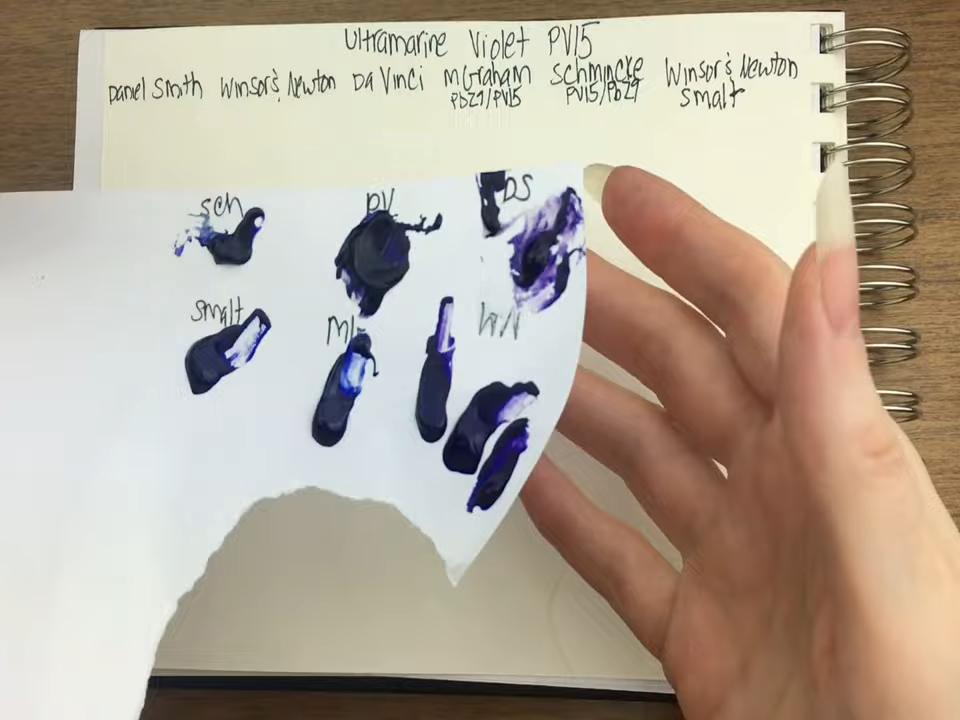 Ultramarine Violet PV15
Daniel Smith Winsor & Newton Da Vinci M Graham Schmincke Winsor & Newton
PB29/PV15 PV15/PB29 Smalt
Sch DV DS
Smalt MG WN